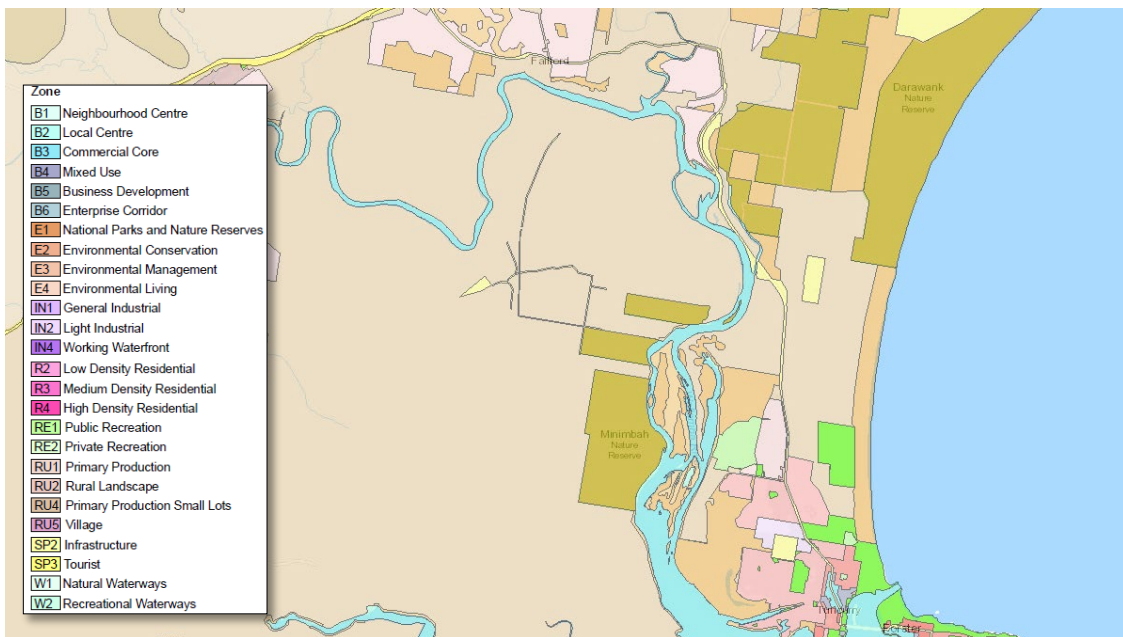 Failford
Darawank
Nature
Reserve
Zone
B1 Neighbourhood Centre
B2 Local Centre
B3 Commercial Core
B4 Mixed Use
B5 Business Development
B6 Enterprise Corridor
E1 National Parks and Nature Reserves
E2 Environmental Conservation
E3 Environmental Management
E4 Environmental Living
IN1 General Industrial
IN2 Light Industrial
IN4 Working Waterfront
R2 Low Density Residential
R3 Medium Density Residential
R4 High Density Residential
RE1 Public Recreation
RE2 Private Recreation
RU1 Primary Production
RU2 Rural Landscape
RU4 Primary Production Small Lots
RU5 Village
SP2 Infrastructure
SP3 Tourist
W1 Natural Waterways
W2 Recreational Waterways
Minimbah
Nature
Reserve
Tuncurry
Forster